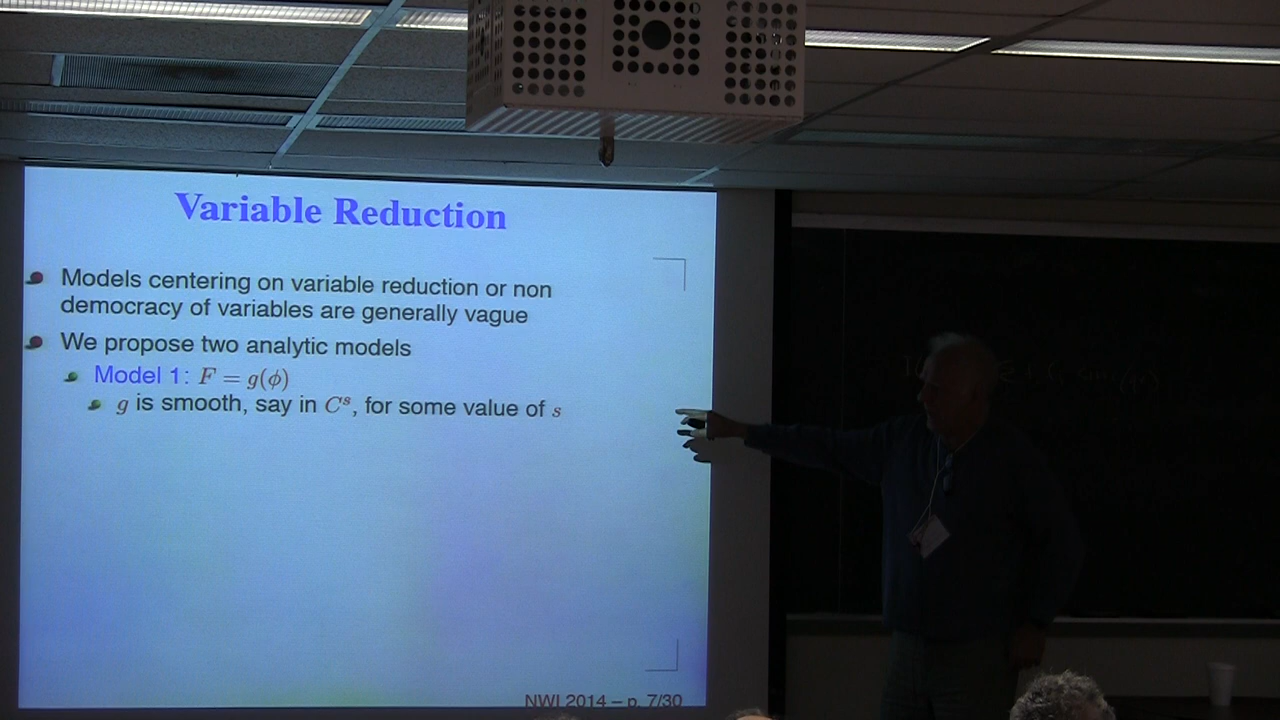 Variable Reduction
Models centering on variable reduction or non
democracy of variables are generally vague
We propose two analytic models
Model 1: F = g(ϕ)
g is smooth, say in Cˢ, for some value of s
NWI 2014 – p. 7/30